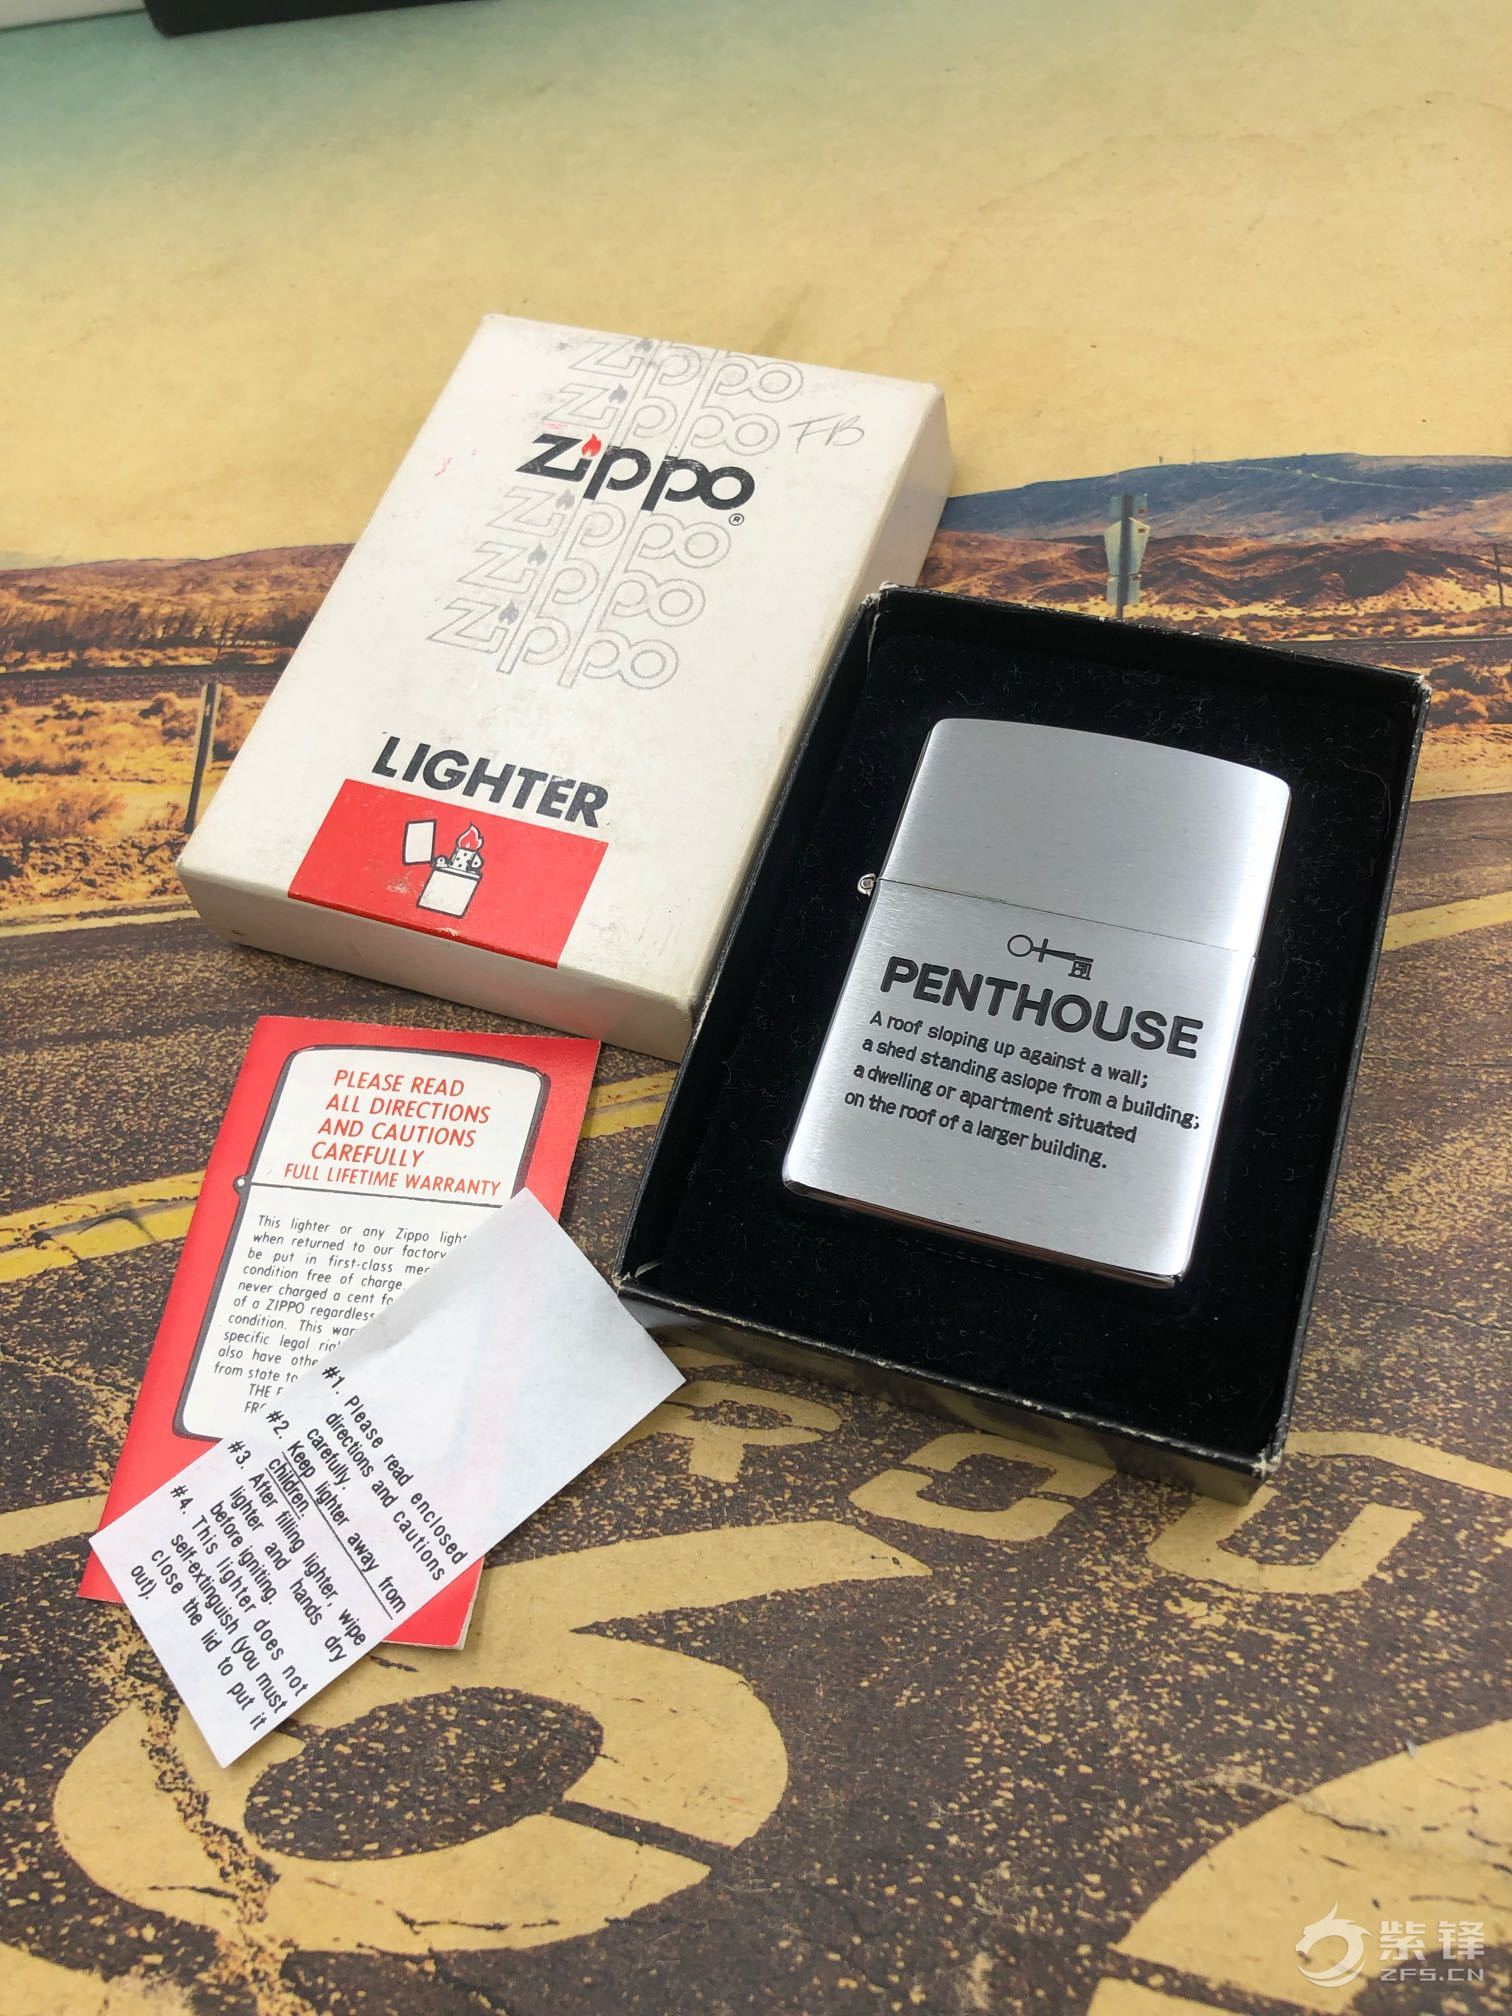 Zippo
Zippo
FB
Zippo
®
Zippo
Zippo
Zippo
LIGHTER
PENTHOUSE
A roof sloping up against a wall;
a shed standing aslope from a building;
a dwelling or apartment situated
on the roof of a larger building.
PLEASE READ
ALL DIRECTIONS
AND CAUTIONS
CAREFULLY
FULL LIFETIME WARRANTY
This lighter or any Zippo
when returned to our factory
be put in first-class
condition free of charge.
never charged a cent
of a ZIPPO regardless
condition. This
specific legal
also have
from state to
THE
#1. Please read enclosed
directions and cautions
carefully.
#2. Keep lighter away from
children.
#3. After filling lighter, wipe
lighter and hands dry
before igniting.
#4. This lighter does not
self-extinguish (you must
close the lid to put it
out).
紫锋
ZFS.CN